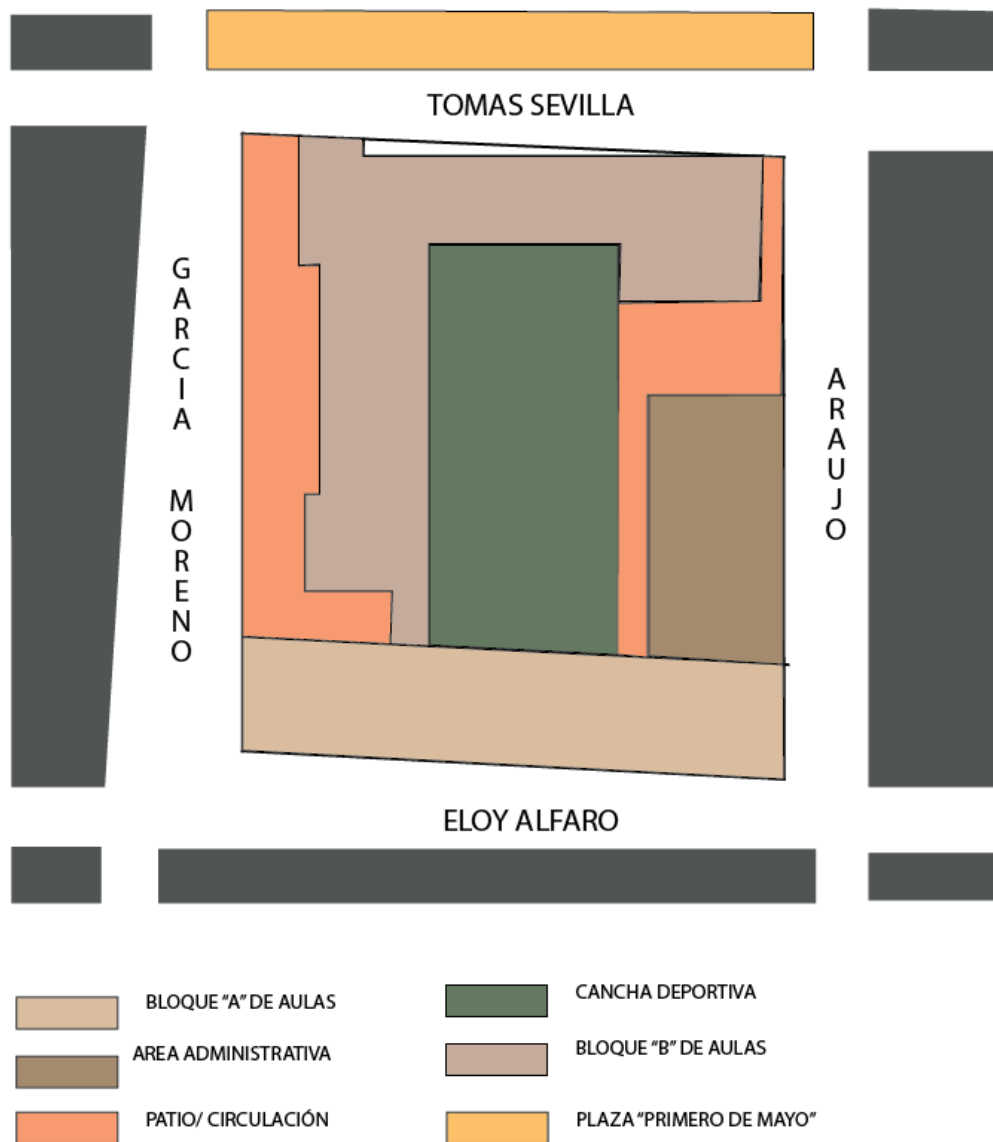 TOMAS SEVILLA
GARCIA MORENO
ARAUJO
ELOY ALFARO
BLOQUE “A” DE AULAS
CANCHA DEPORTIVA
AREA ADMINISTRATIVA
BLOQUE “B” DE AULAS
PATIO/ CIRCULACIÓN
PLAZA “PRIMERO DE MAYO”